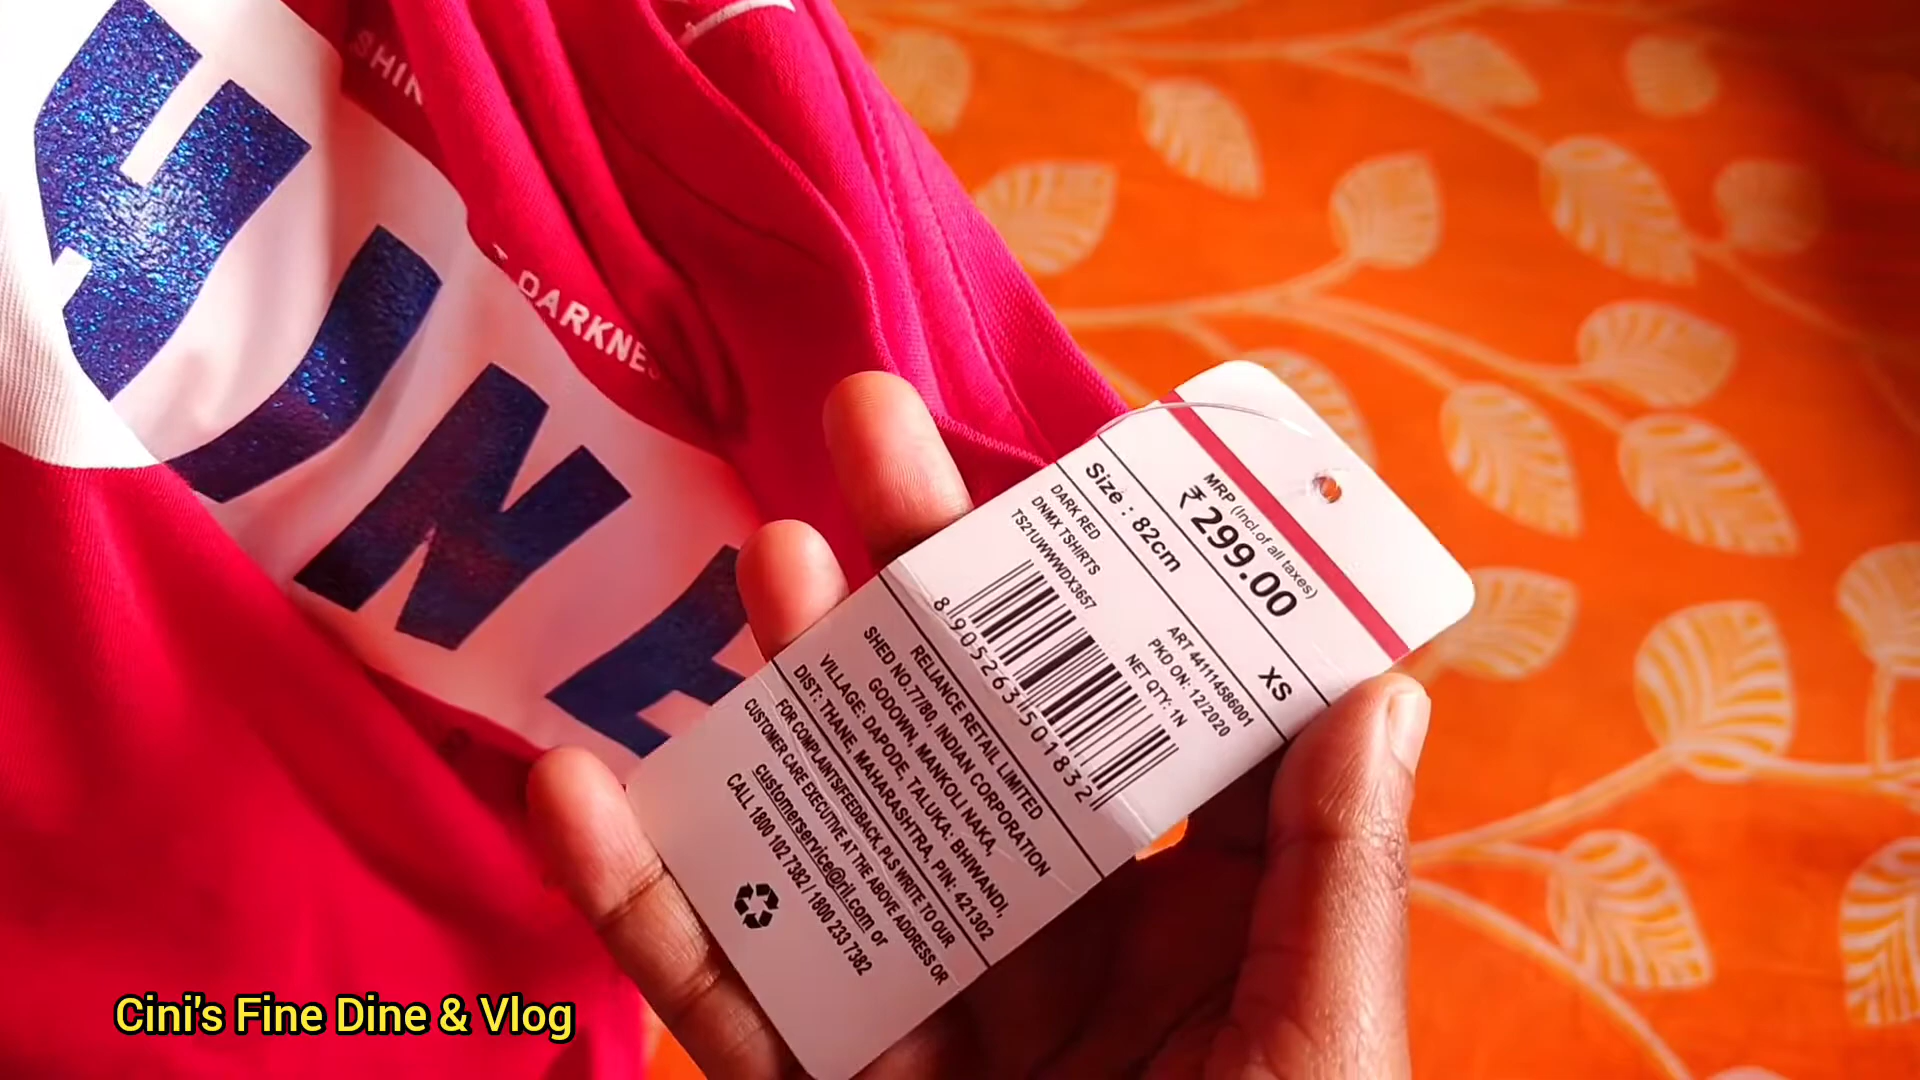 DARKNE
MRP (Incl.of all taxes)
₹ 299.00
Size : 82cm XS
DARK RED
DNMX TSHIRTS
TS21UWWWDX3657
ART 441114586001
PKD ON: 12/2020
NET QTY: 1N
8 905263 501832
RELIANCE RETAIL LIMITED
SHED NO.77/80, INDIAN CORPORATION
GODOWN, MANKOLI NAKA,
VILLAGE: DAPODE, TALUKA: BHIWANDI,
DIST: THANE, MAHARASHTRA, PIN: 421302
FOR COMPLAINTS/FEEDBACK, PLS WRITE TO OUR
CUSTOMER CARE EXECUTIVE AT THE ABOVE ADDRESS OR
customerservice@ril.com or
CALL 1800 102 7382 / 1800 233 7382
Cini's Fine Dine & Vlog